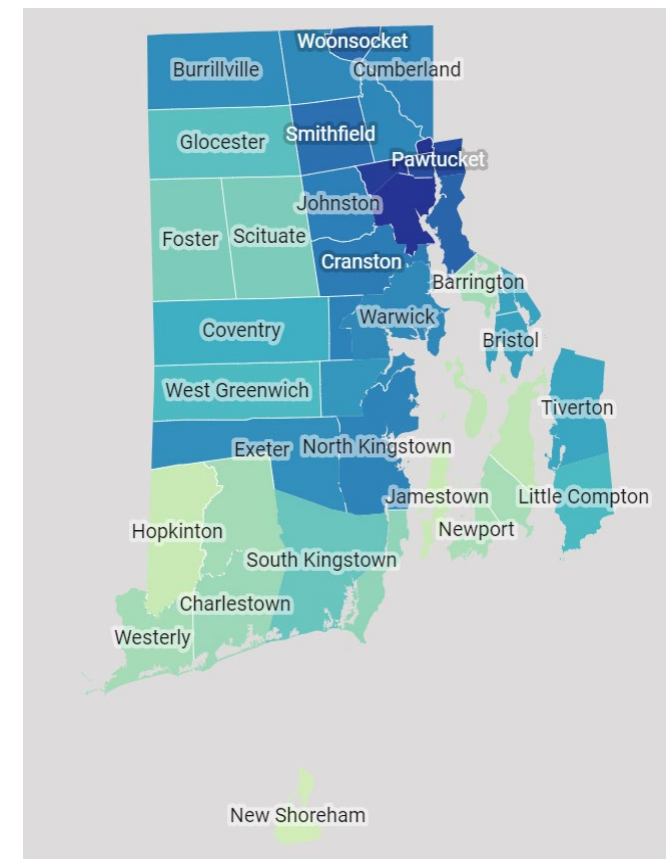 Woonsocket
Burrillville
Cumberland
Glocester
Smithfield
Pawtucket
Johnston
Foster
Scituate
Cranston
Barrington
Coventry
Warwick
Bristol
West Greenwich
Tiverton
Exeter
North Kingstown
Jamestown
Little Compton
Hopkinton
Newport
South Kingstown
Charlestown
Westerly
New Shoreham